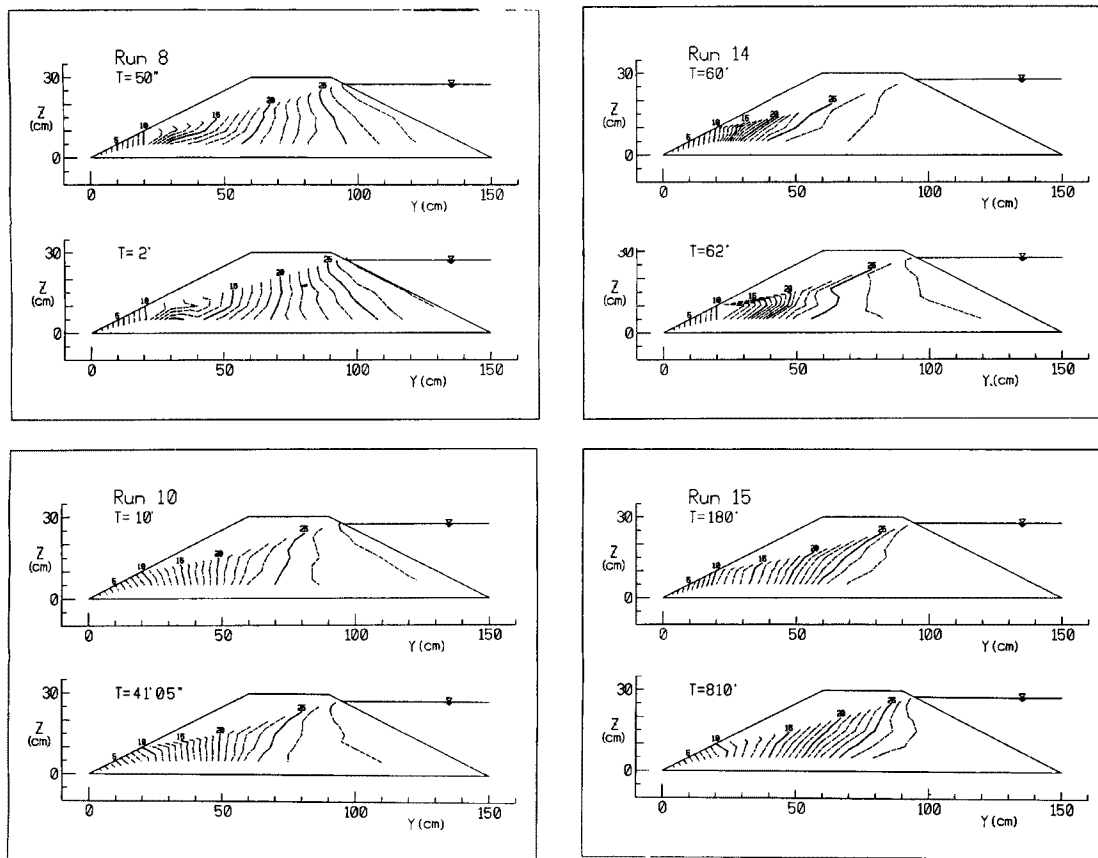 Run 8
T=50"
30
Z
(cm)
0
5 10 15 20 25
0 50 100 150
Y(cm)
T= 2'
30
Z
(cm)
0
5 10 15 20 25
0 50 100 150
Y(cm)
Run 14
T=60'
30
Z
(cm)
0
5 10 15 20 25
0 50 100 150
Y(cm)
T=62'
30
Z
(cm)
0
5 10 15 20 25
0 50 100 150
Y.(cm)
Run 10
T= 10'
30
Z
(cm)
0
5 10 15 20 25
0 50 100 150
Y(cm)
T=41'05"
30
Z
(cm)
0
5 10 15 20 25
0 50 100 150
Y(cm)
Run 15
T=180'
30
Z
(cm)
0
5 10 15 20 25
0 50 100 150
Y(cm)
T=810'
30
Z
(cm)
0
5 10 15 20 25
0 50 100 150
Y(cm)